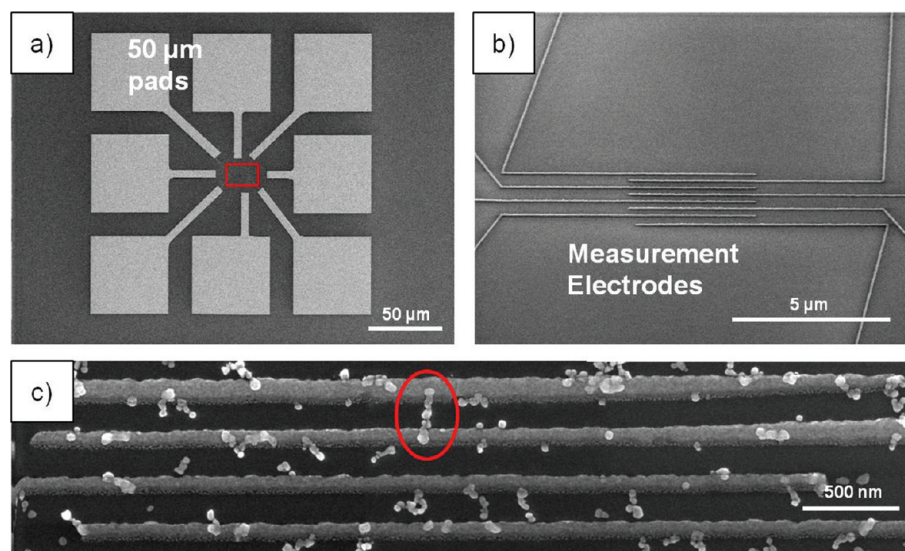 a)
50 µm
pads
50 µm
b)
Measurement
Electrodes
5 µm
c)
500 nm